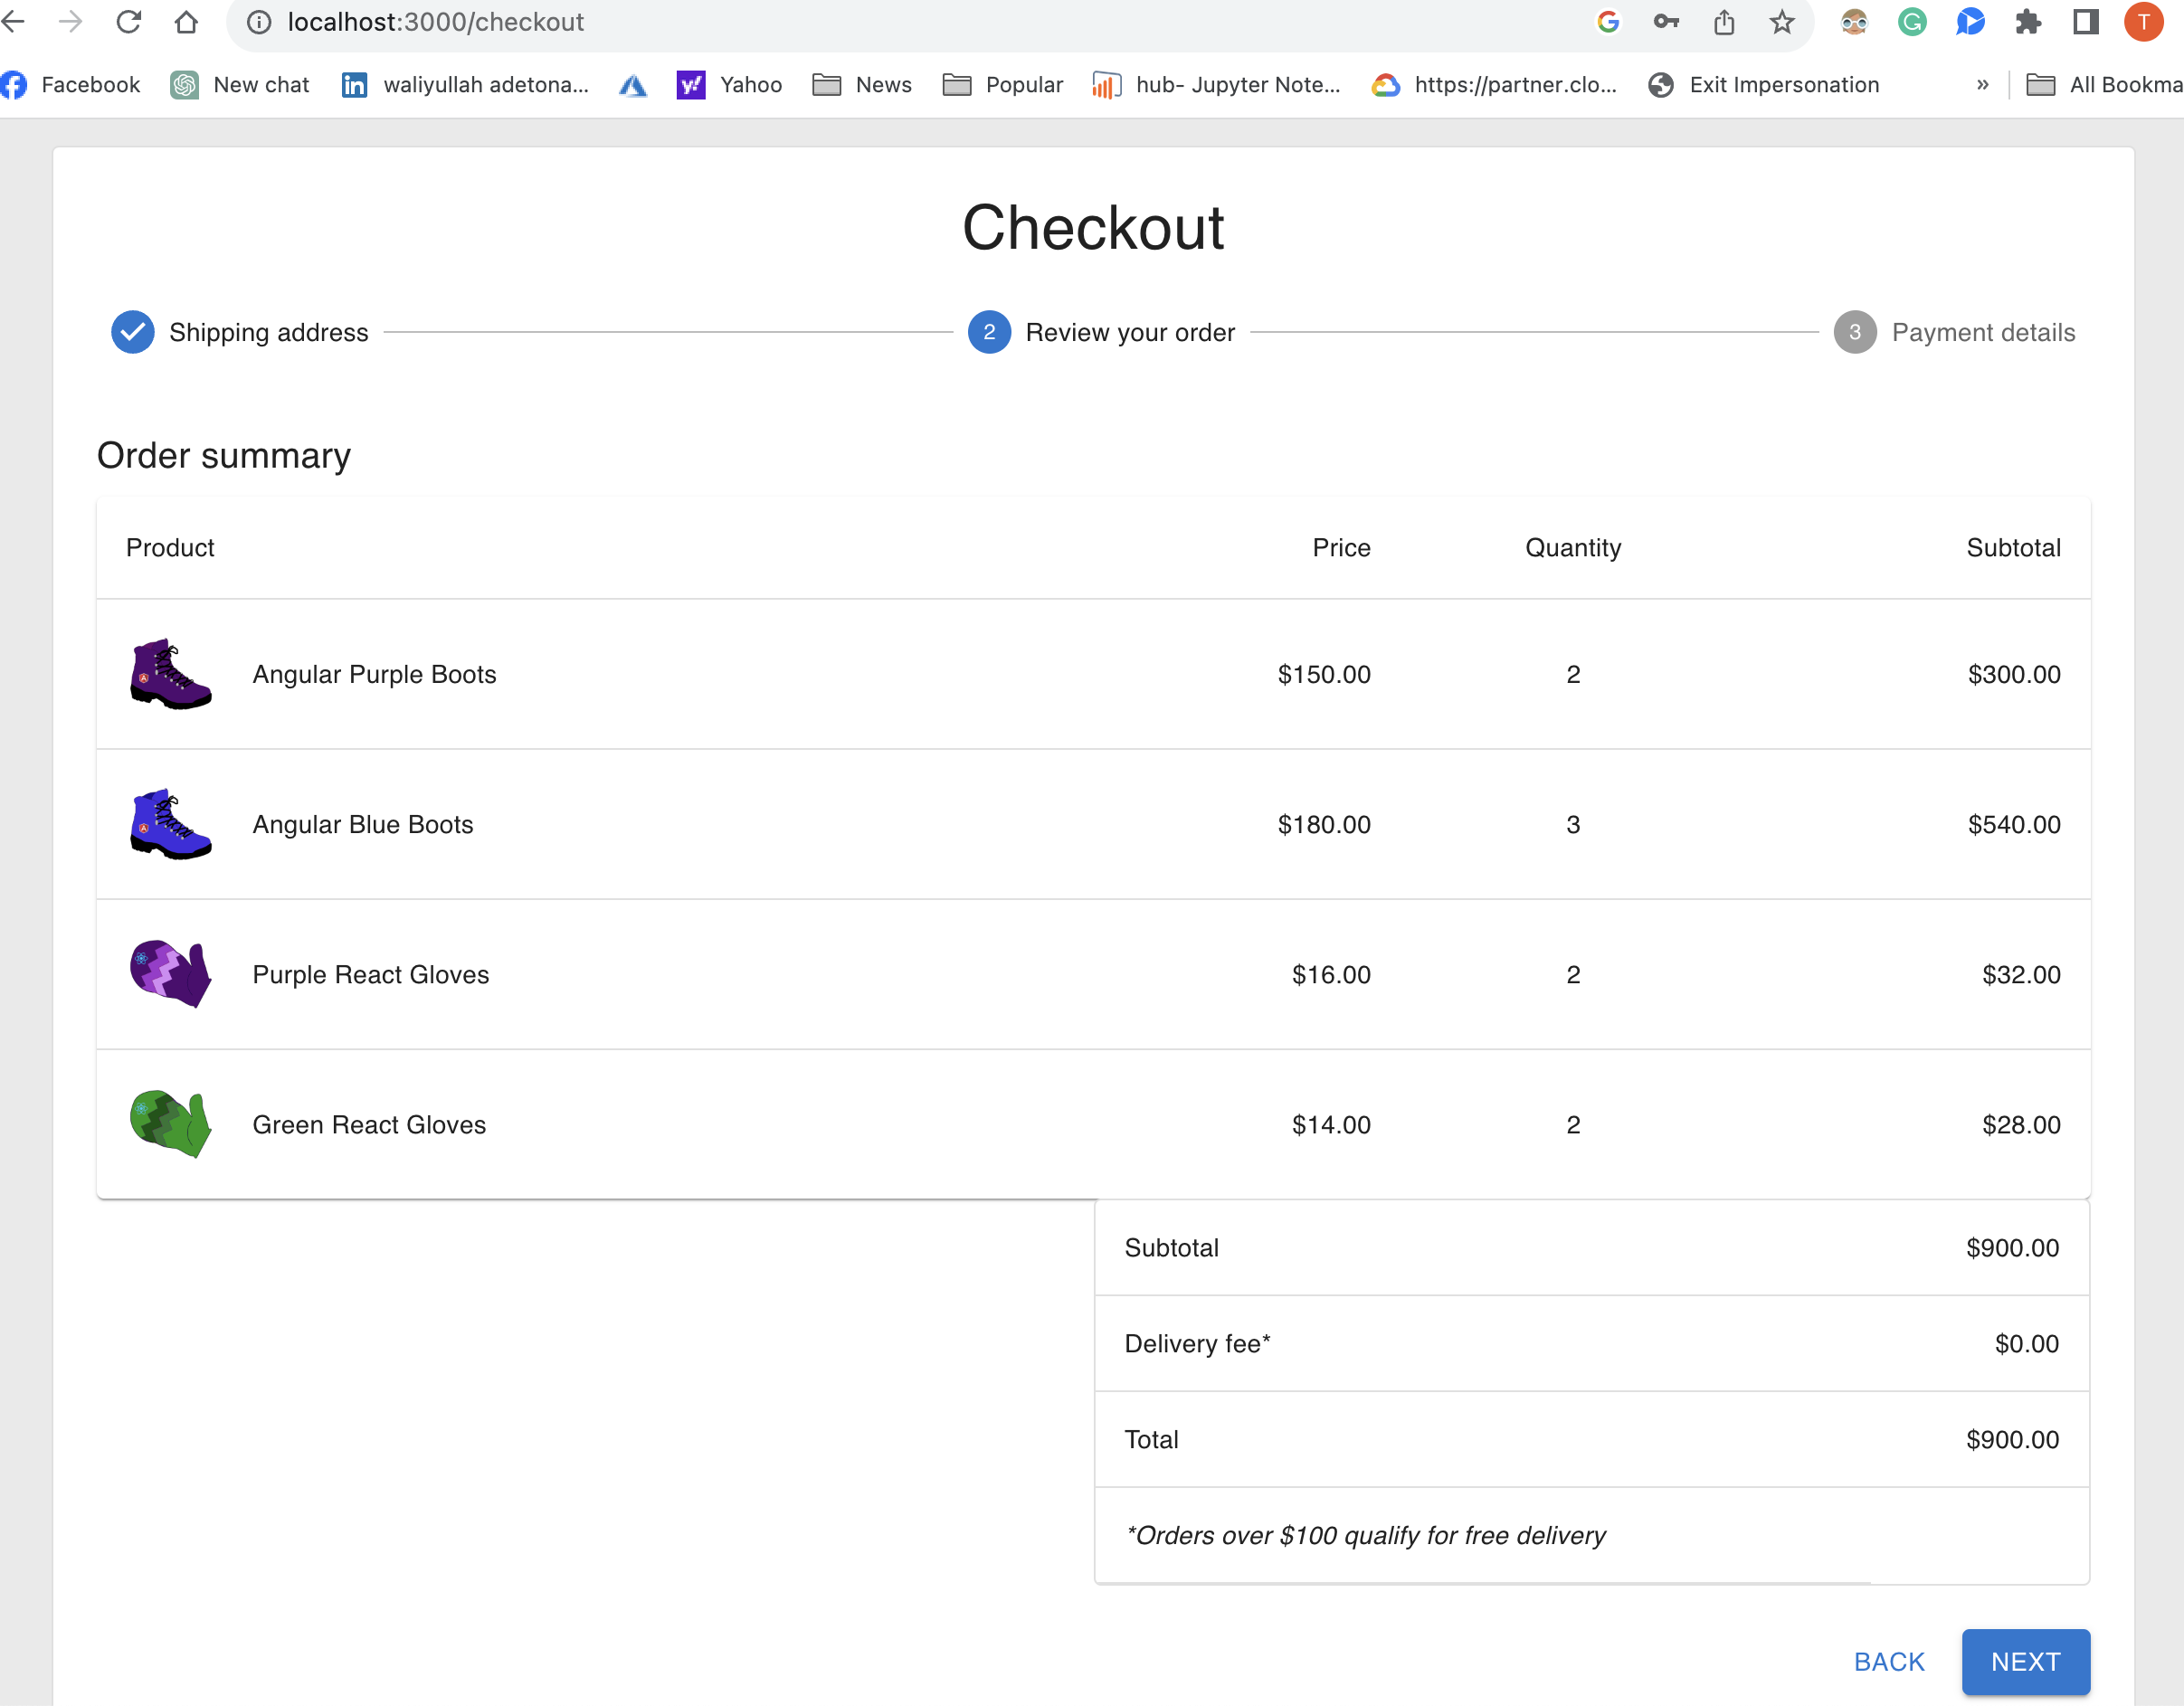 localhost:3000/checkout
T
Facebook New chat in waliyullah adetona... y! Yahoo News Popular hub- Jupyter Note... https://partner.clo... Exit Impersonation » All Bookma
Checkout
Shipping address 2 Review your order 3 Payment details
Order summary
Product Price Quantity Subtotal
Angular Purple Boots $150.00 2 $300.00
Angular Blue Boots $180.00 3 $540.00
Purple React Gloves $16.00 2 $32.00
Green React Gloves $14.00 2 $28.00
Subtotal $900.00
Delivery fee* $0.00
Total $900.00
*Orders over $100 qualify for free delivery
BACK NEXT